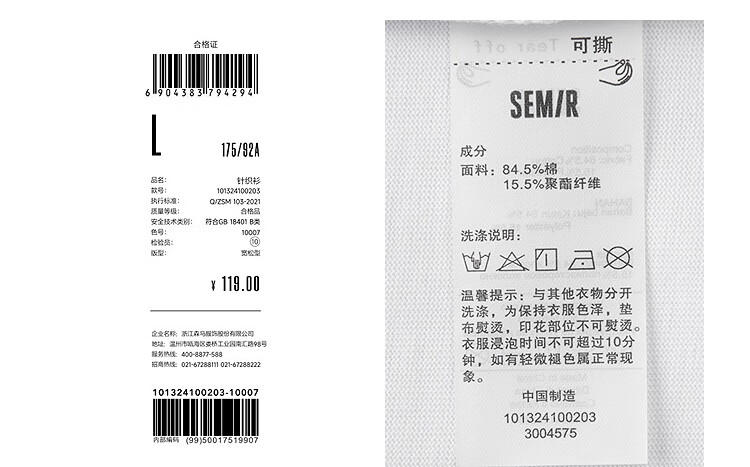 合格证
6 904383 794294
L
175/92A
品名: 针织衫
款号: 101324100203
执行标准: Q/ZSM 103-2021
质量等级: 合格品
安全技术类别: 符合GB 18401 B类
色号: 10007
检验员: 10
版型: 宽松型
¥ 119.00
企业名称: 浙江森马服饰股份有限公司
地址: 温州市瓯海区娄桥工业园南汇路98号
服务热线: 400-8877-588
招商热线: 021-67288111 021-67288222
101324100203-10007
内部编码 (99)50017519907
Tear off 可撕
SEM/R
成分
面料：84.5%棉
15.5%聚酯纤维
洗涤说明：
温馨提示：与其他衣物分开
洗涤，为保持衣服色泽，垫
布熨烫，印花部位不可熨烫。
衣服浸泡时间不可超过10分
钟，如有轻微褪色属正常现
象。
中国制造
101324100203
3004575